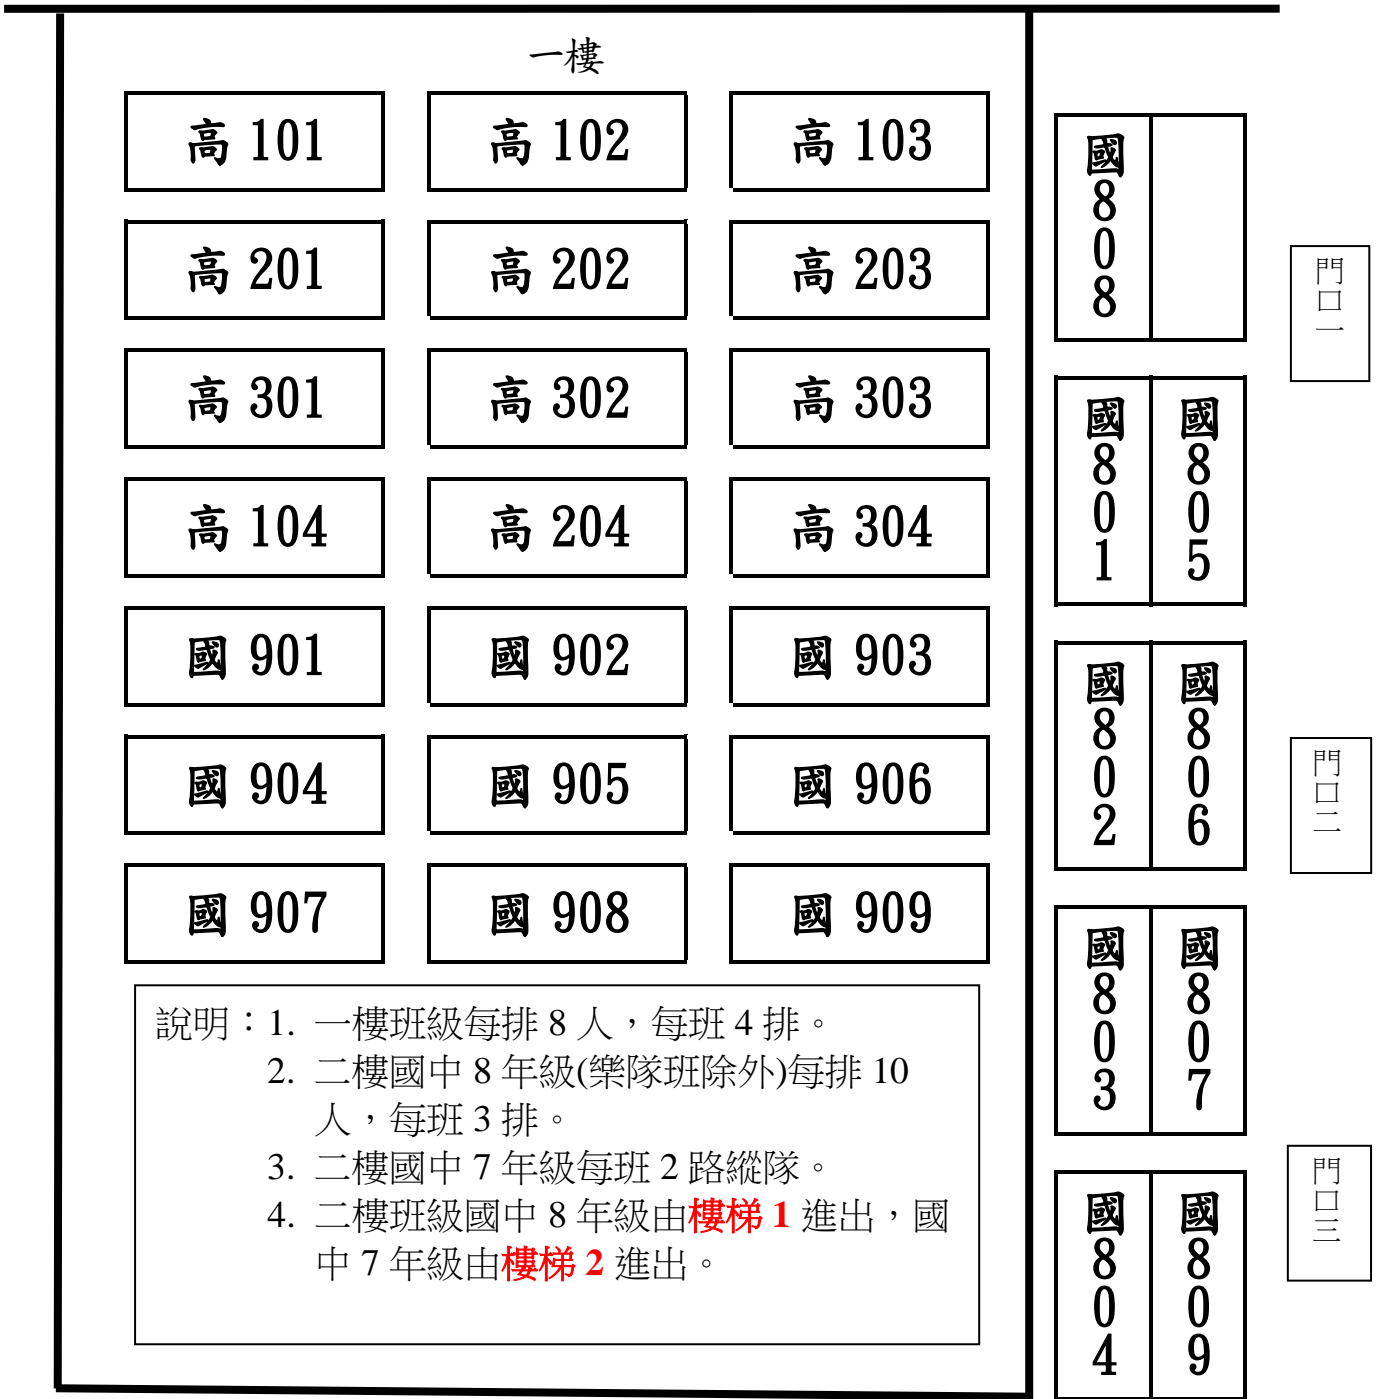 一樓
高 101
高 102
高 103
高 201
高 202
高 203
高 301
高 302
高 303
高 104
高 204
高 304
國 901
國 902
國 903
國 904
國 905
國 906
國 907
國 908
國 909
說明：1. 一樓班級每排 8 人，每班 4 排。
2. 二樓國中 8 年級(樂隊班除外)每排 10
人，每班 3 排。
3. 二樓國中 7 年級每班 2 路縱隊。
4. 二樓班級國中 8 年級由樓梯 1 進出，國
中 7 年級由樓梯 2 進出。
國808
國801
國805
國802
國806
國803
國807
國804
國809
門口一
門口二
門口三